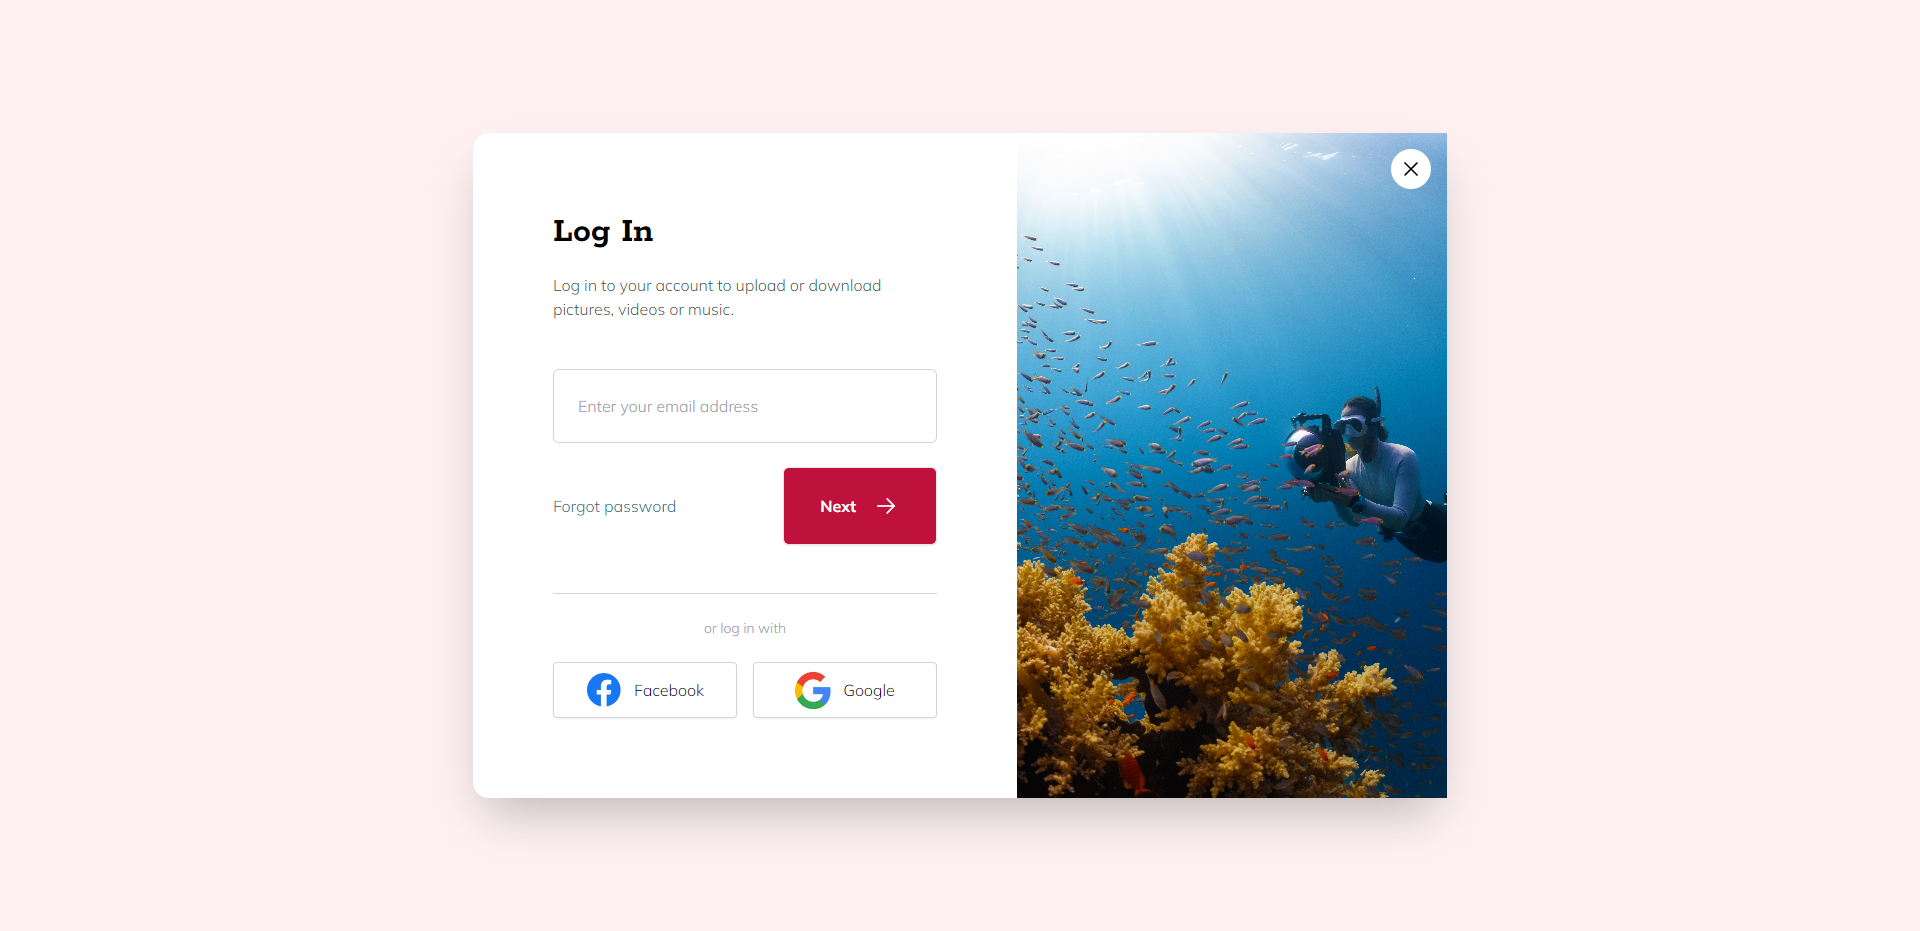 Log In
Log in to your account to upload or download
pictures, videos or music.
Enter your email address
Forgot password
Next
or log in with
Facebook
Google